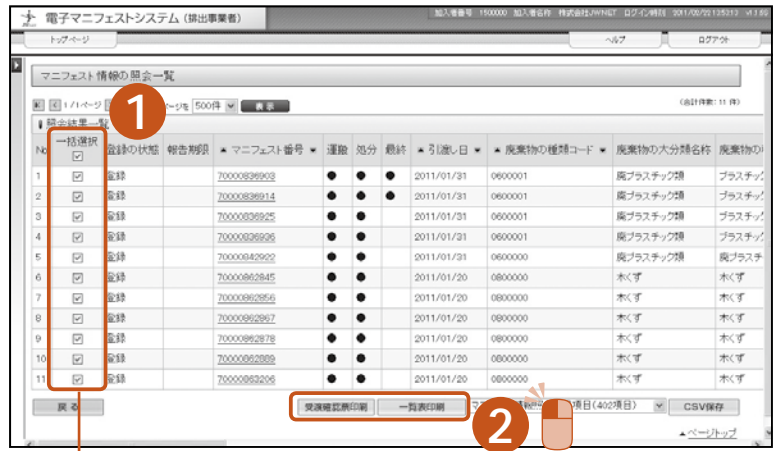 電子マニフェストシステム (排出事業者)
加入者番号 1500000 加入者名称 株式会社JWNET ログイン時刻
トップページ ヘルプ ログアウト
マニフェスト情報の照会一覧
1 / 1ページ ページを 500件 表示 (合計件数: 11 件)
照会結果一覧
1
No 一括選択 登録の状態 報告期限 ▲ マニフェスト番号 ▼ 運搬 処分 最終 ▲ 引渡し日 ▼ ▲ 廃棄物の種類コード ▼ 廃棄物の大分類名称 廃棄物の
1 登録 70000836903 ● ● ● 2011/01/31 0600001 廃プラスチック類 プラスチッ
2 登録 70000836914 ● ● ● 2011/01/31 0600001 廃プラスチック類 プラスチッ
3 登録 70000836925 ● ● 2011/01/31 0600001 廃プラスチック類 プラスチッ
4 登録 70000836936 ● ● 2011/01/31 0600001 廃プラスチック類 プラスチッ
5 登録 70000842922 ● ● 2011/01/31 0600000 廃プラスチック類 廃プラスチ
6 登録 70000862845 ● ● 2011/01/20 0800000 木くず 木くず
7 登録 70000862856 ● ● 2011/01/20 0800000 木くず 木くず
8 登録 70000862867 ● ● 2011/01/20 0800000 木くず 木くず
9 登録 70000862878 ● ● 2011/01/20 0800000 木くず 木くず
10 登録 70000862889 ● ● 2011/01/20 0800000 木くず 木くず
11 登録 70000863206 ● ● 2011/01/20 0800000 木くず 木くず
戻る 受渡確認票印刷 一覧表印刷 項目(402項目) CSV保存
2
▲ページトップ